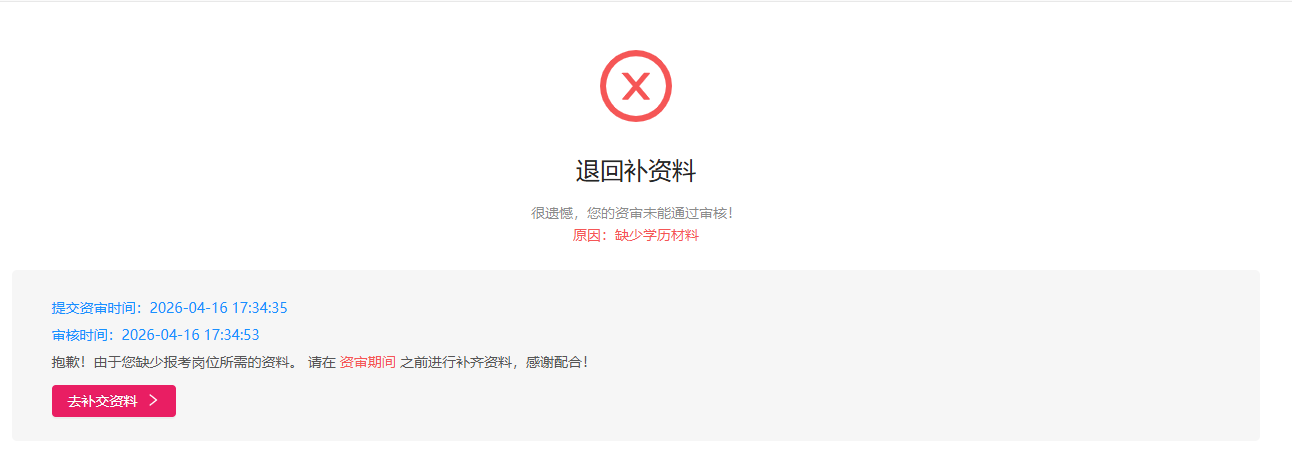 X
退回补资料
很遗憾，您的资审未能通过审核！
原因：缺少学历材料
提交资审时间：2026-04-16 17:34:35
审核时间：2026-04-16 17:34:53
抱歉！由于您缺少报考岗位所需的资料。 请在 资审期间 之前进行补齐资料，感谢配合！
去补交资料 >